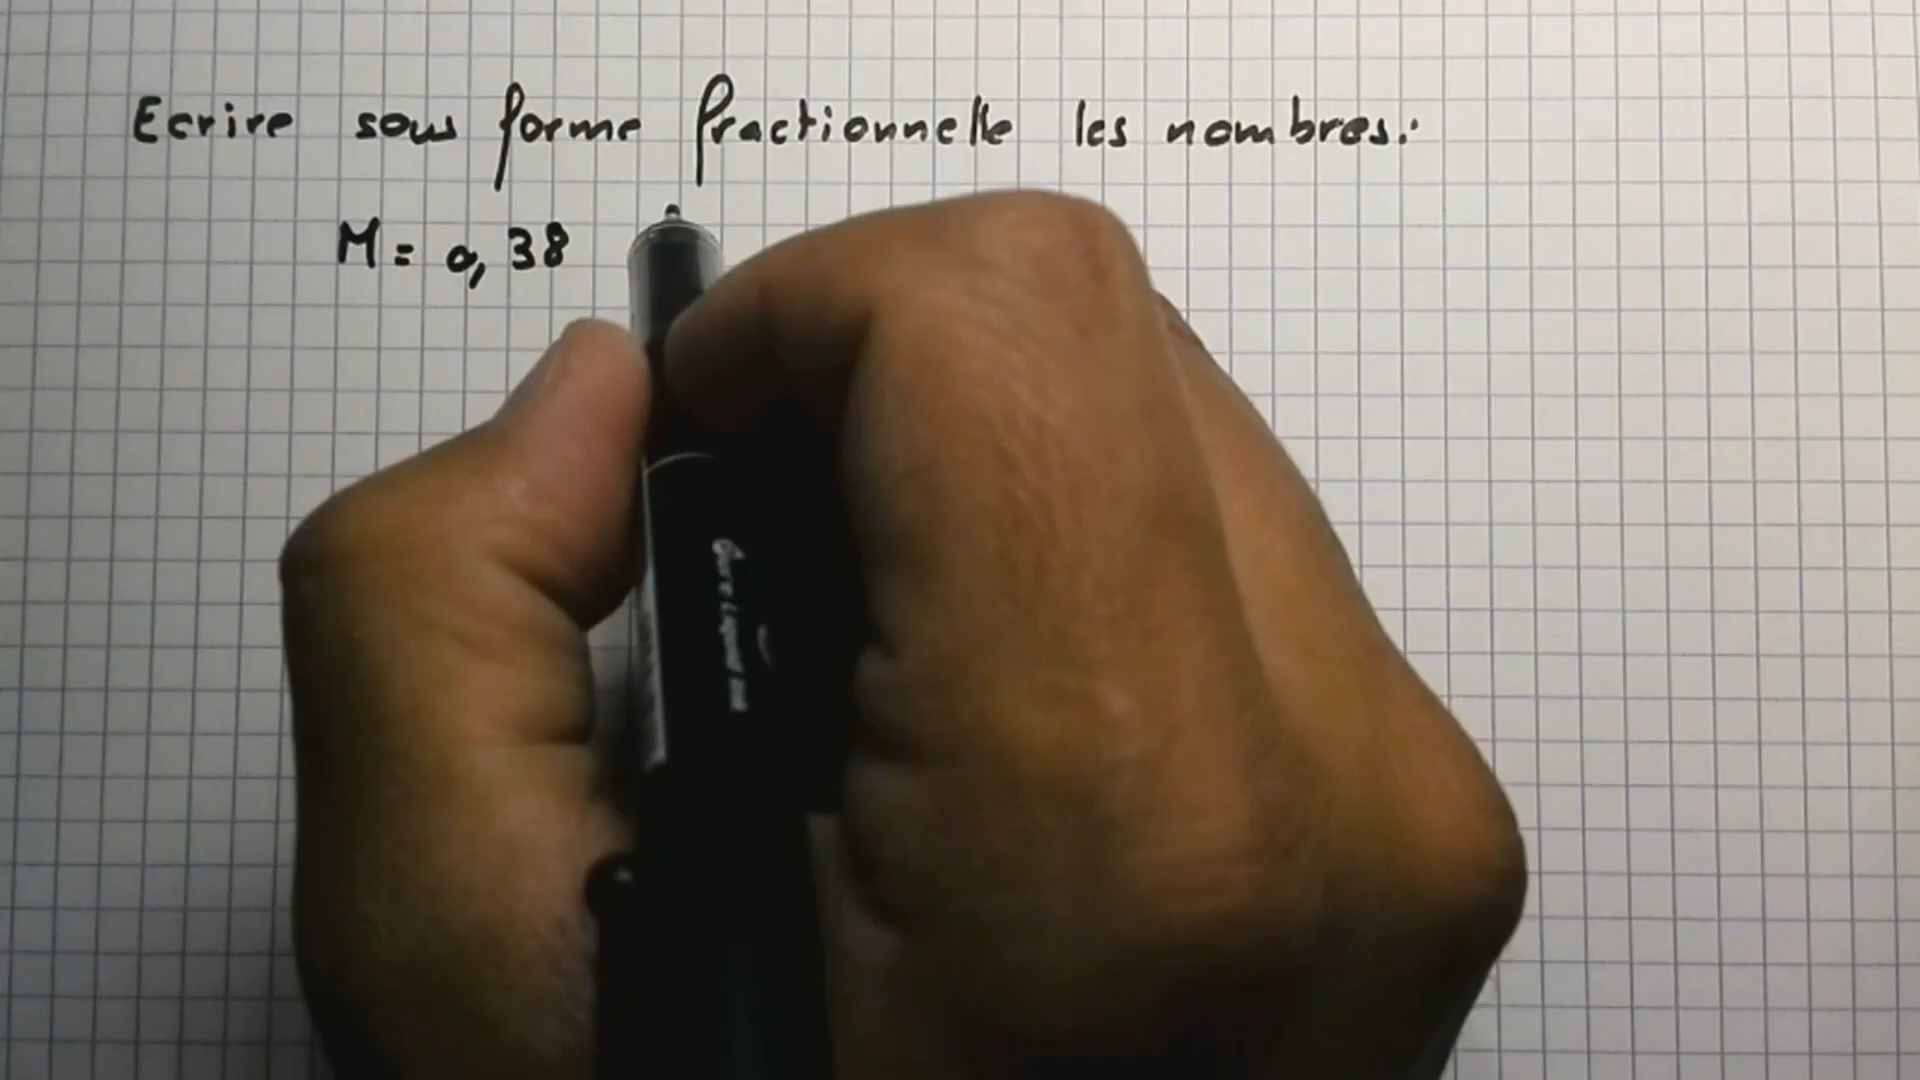 Ecrire sous forme fractionnelle les nombres:
M = 0,38